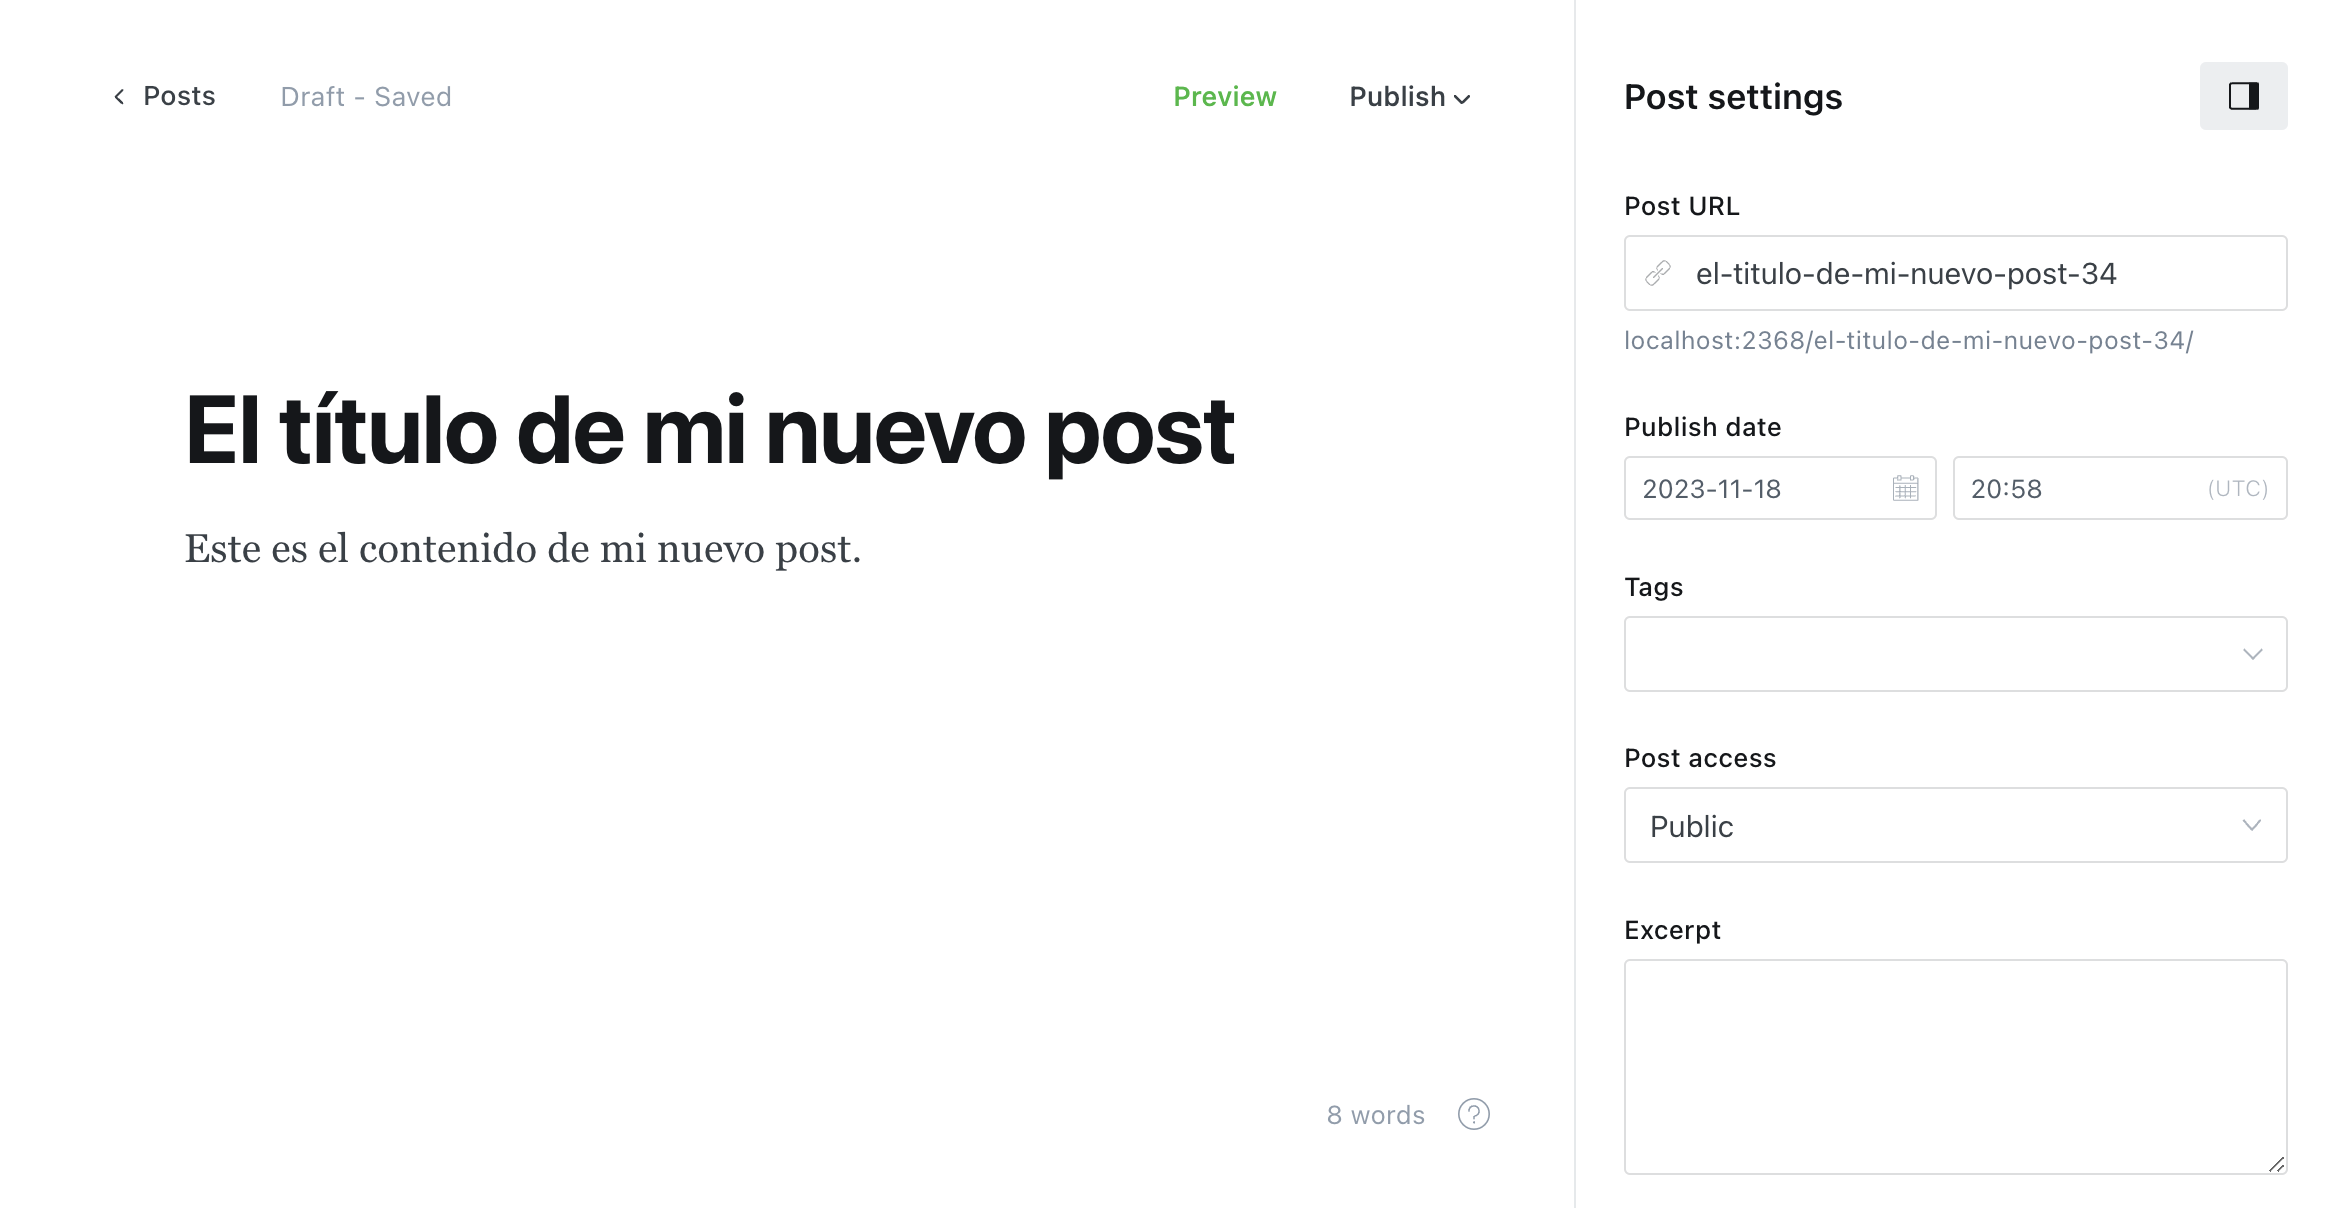 Posts
Draft - Saved
Preview
Publish
El título de mi nuevo post
Este es el contenido de mi nuevo post.
8 words
?
Post settings
Post URL
el-titulo-de-mi-nuevo-post-34
localhost:2368/el-titulo-de-mi-nuevo-post-34/
Publish date
2023-11-18
20:58 (UTC)
Tags
Post access
Public
Excerpt